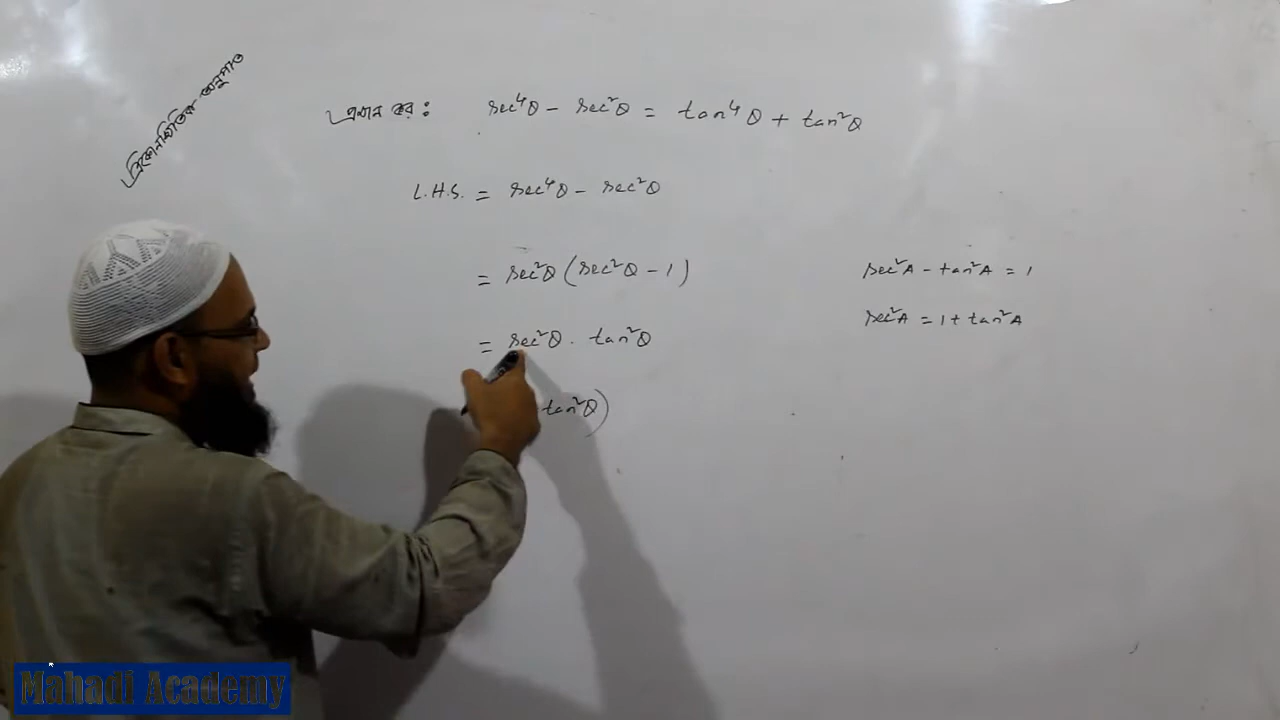 ত্রিকোনমিতিক অনুপাত
প্রমান কর : sec⁴θ − sec²θ = tan⁴θ + tan²θ
L.H.S. = sec⁴θ − sec²θ
= sec²θ (sec²θ − 1)
= sec²θ . tan²θ
tan²θ)
sec²A − tan²A = 1
sec²A = 1 + tan²A
Mahadi Academy